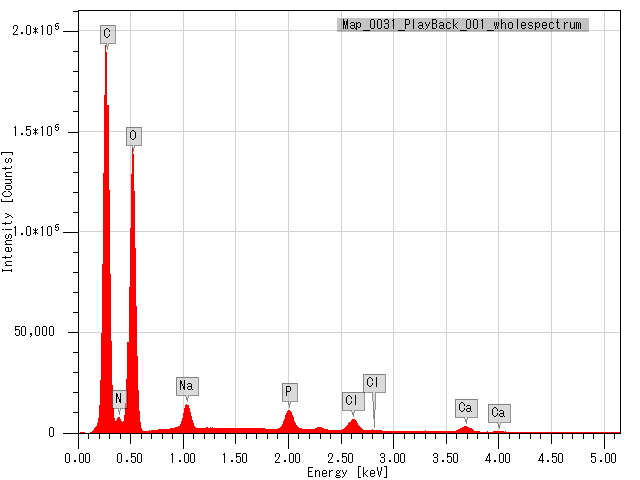 Map_0031_PlayBack_001_wholespectrum
2.0*10⁵
C
O
1.5*10⁵
1.0*10⁵
Intensity [Counts]
50,000
N
Na
P
Cl
Cl
Ca
Ca
0
0.00 0.50 1.00 1.50 2.00 2.50 3.00 3.50 4.00 4.50 5.00
Energy [keV]